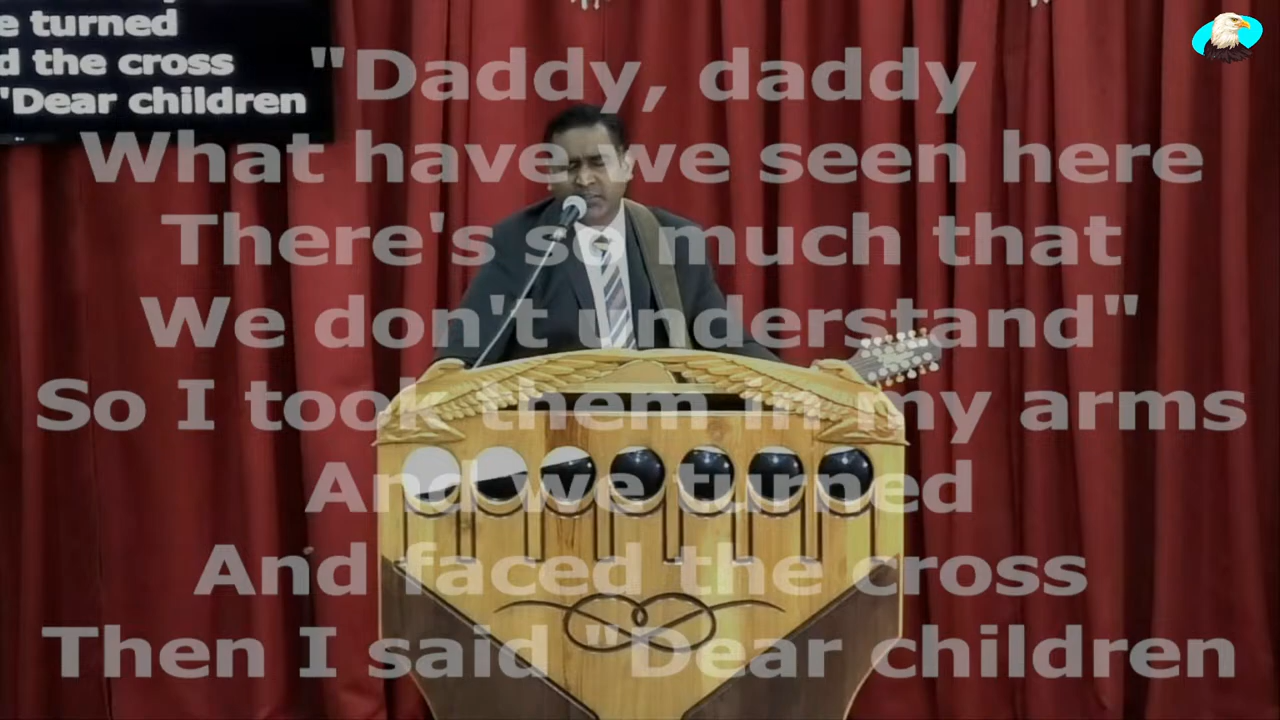 e turned
d the cross
"Dear children
"Daddy, daddy
What have we seen here
There's so much that
We don't understand"
So I took them in my arms
And we turned
And faced the cross
Then I said "Dear children